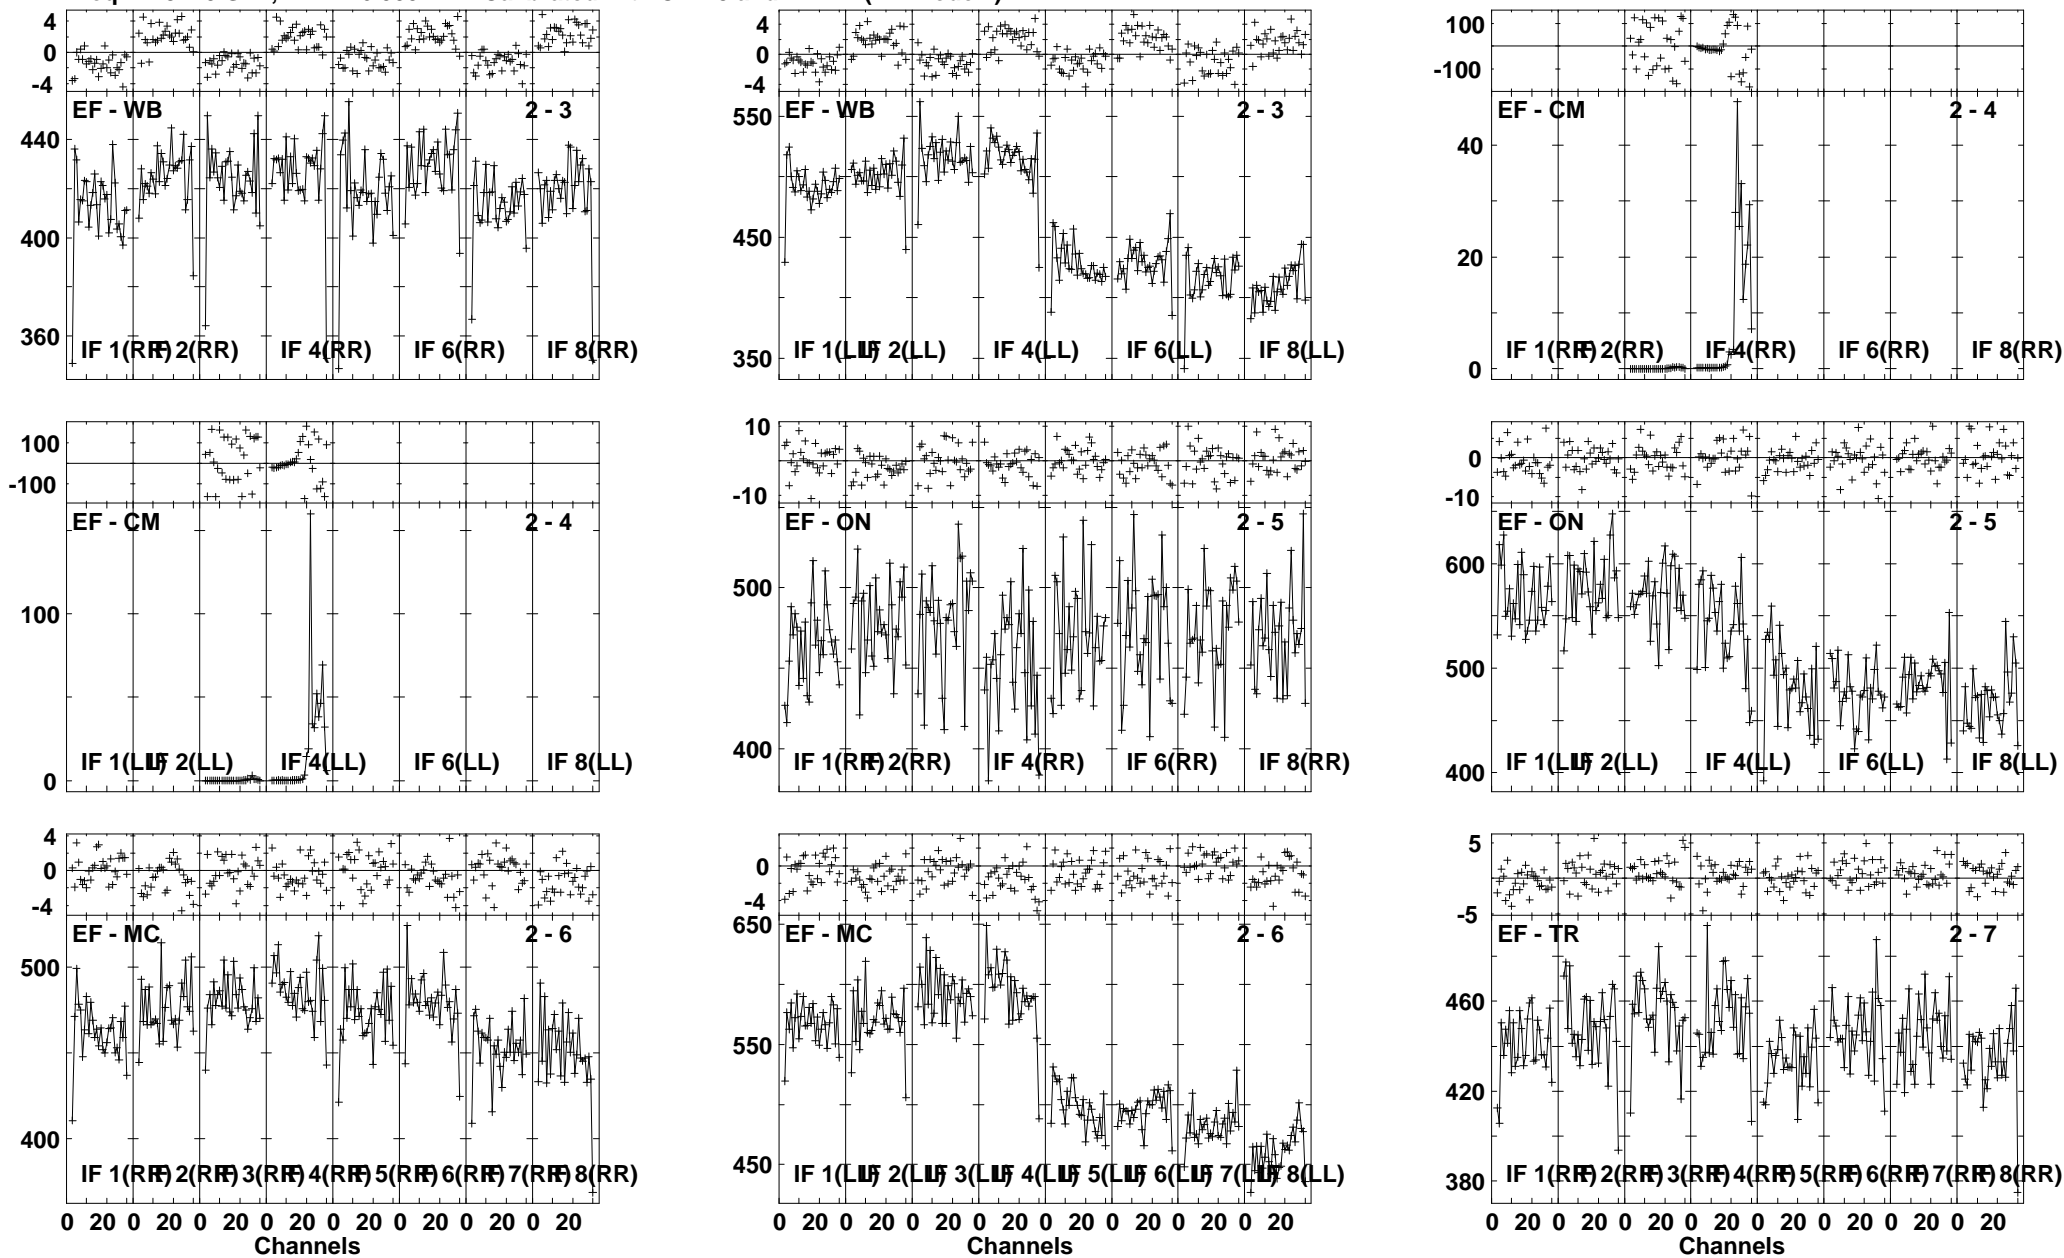 4
0
-4
EF - WB
2 - 3
440
400
360
IF 1(RR)
2(RR)
IF 4(RR)
IF 6(RR)
IF 8(RR)
4
0
-4
EF - WB
2 - 3
550
450
350
IF 1(LL)
IF 2(LL)
IF 4(LL)
IF 6(LL)
IF 8(LL)
100
-100
EF - CM
2 - 4
40
20
0
IF 1(RR)
2(RR)
IF 4(RR)
IF 6(RR)
IF 8(RR)
100
-100
EF - CM
2 - 4
100
0
IF 1(LL)
IF 2(LL)
IF 4(LL)
IF 6(LL)
IF 8(LL)
10
0
-10
EF - ON
2 - 5
500
400
IF 1(RR)
2(RR)
IF 4(RR)
IF 6(RR)
IF 8(RR)
0
-10
EF - ON
2 - 5
600
500
400
IF 1(LL)
IF 2(LL)
IF 4(LL)
IF 6(LL)
IF 8(LL)
4
0
-4
EF - MC
2 - 6
500
400
IF 1(RR) 2(RR) 3(RR) 4(RR) 5(RR) 6(RR) 7(RR) 8(RR)
0 20 0 20 0 20 0 20 0 20 0 20 0 20 0 20
Channels
0
-4
EF - MC
2 - 6
650
550
450
IF 1(LL) IF 2(LL) IF 3(LL) IF 4(LL) IF 5(LL) IF 6(LL) IF 7(LL) IF 8(LL)
0 20 0 20 0 20 0 20 0 20 0 20 0 20 0 20
Channels
5
-5
EF - TR
2 - 7
460
420
380
IF 1(RR) 2(RR) 3(RR) 4(RR) 5(RR) 6(RR) 7(RR) 8(RR)
0 20 0 20 0 20 0 20 0 20 0 20 0 20 0 20
Channels